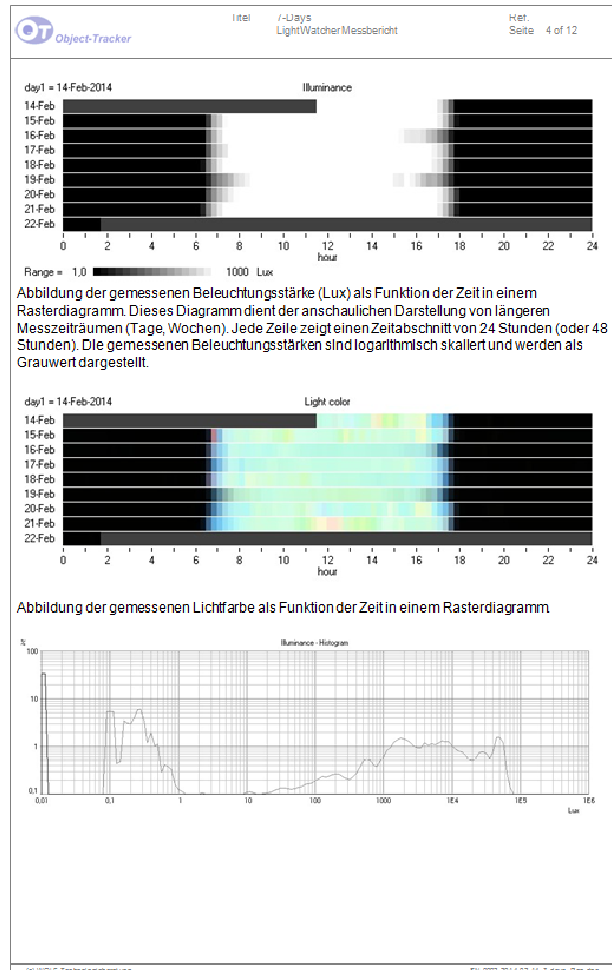 Titel 7-Days Ref.
LightWatcher Messbericht Seite 4 of 12
OT Object-Tracker
day1 = 14-Feb-2014 Illuminance
14-Feb
15-Feb
16-Feb
17-Feb
18-Feb
19-Feb
20-Feb
21-Feb
22-Feb
0 2 4 6 8 10 12 14 16 18 20 22 24
hour
Range = 1,0 1000 Lux
Abbildung der gemessenen Beleuchtungsstärke (Lux) als Funktion der Zeit in einem
Rasterdiagramm. Dieses Diagramm dient der anschaulichen Darstellung von längeren
Messzeiträumen (Tage, Wochen). Jede Zeile zeigt einen Zeitabschnitt von 24 Stunden (oder 48
Stunden). Die gemessenen Beleuchtungsstärken sind logarithmisch skaliert und werden als
Grauwert dargestellt.
day1 = 14-Feb-2014 Light color
14-Feb
15-Feb
16-Feb
17-Feb
18-Feb
19-Feb
20-Feb
21-Feb
22-Feb
0 2 4 6 8 10 12 14 16 18 20 22 24
hour
Abbildung der gemessenen Lichtfarbe als Funktion der Zeit in einem Rasterdiagramm.
% Illuminance - Histogram
100
10
1
0.1
0.01 0.1 1 10 100 1000 1E4 1E5 1E6
Lux